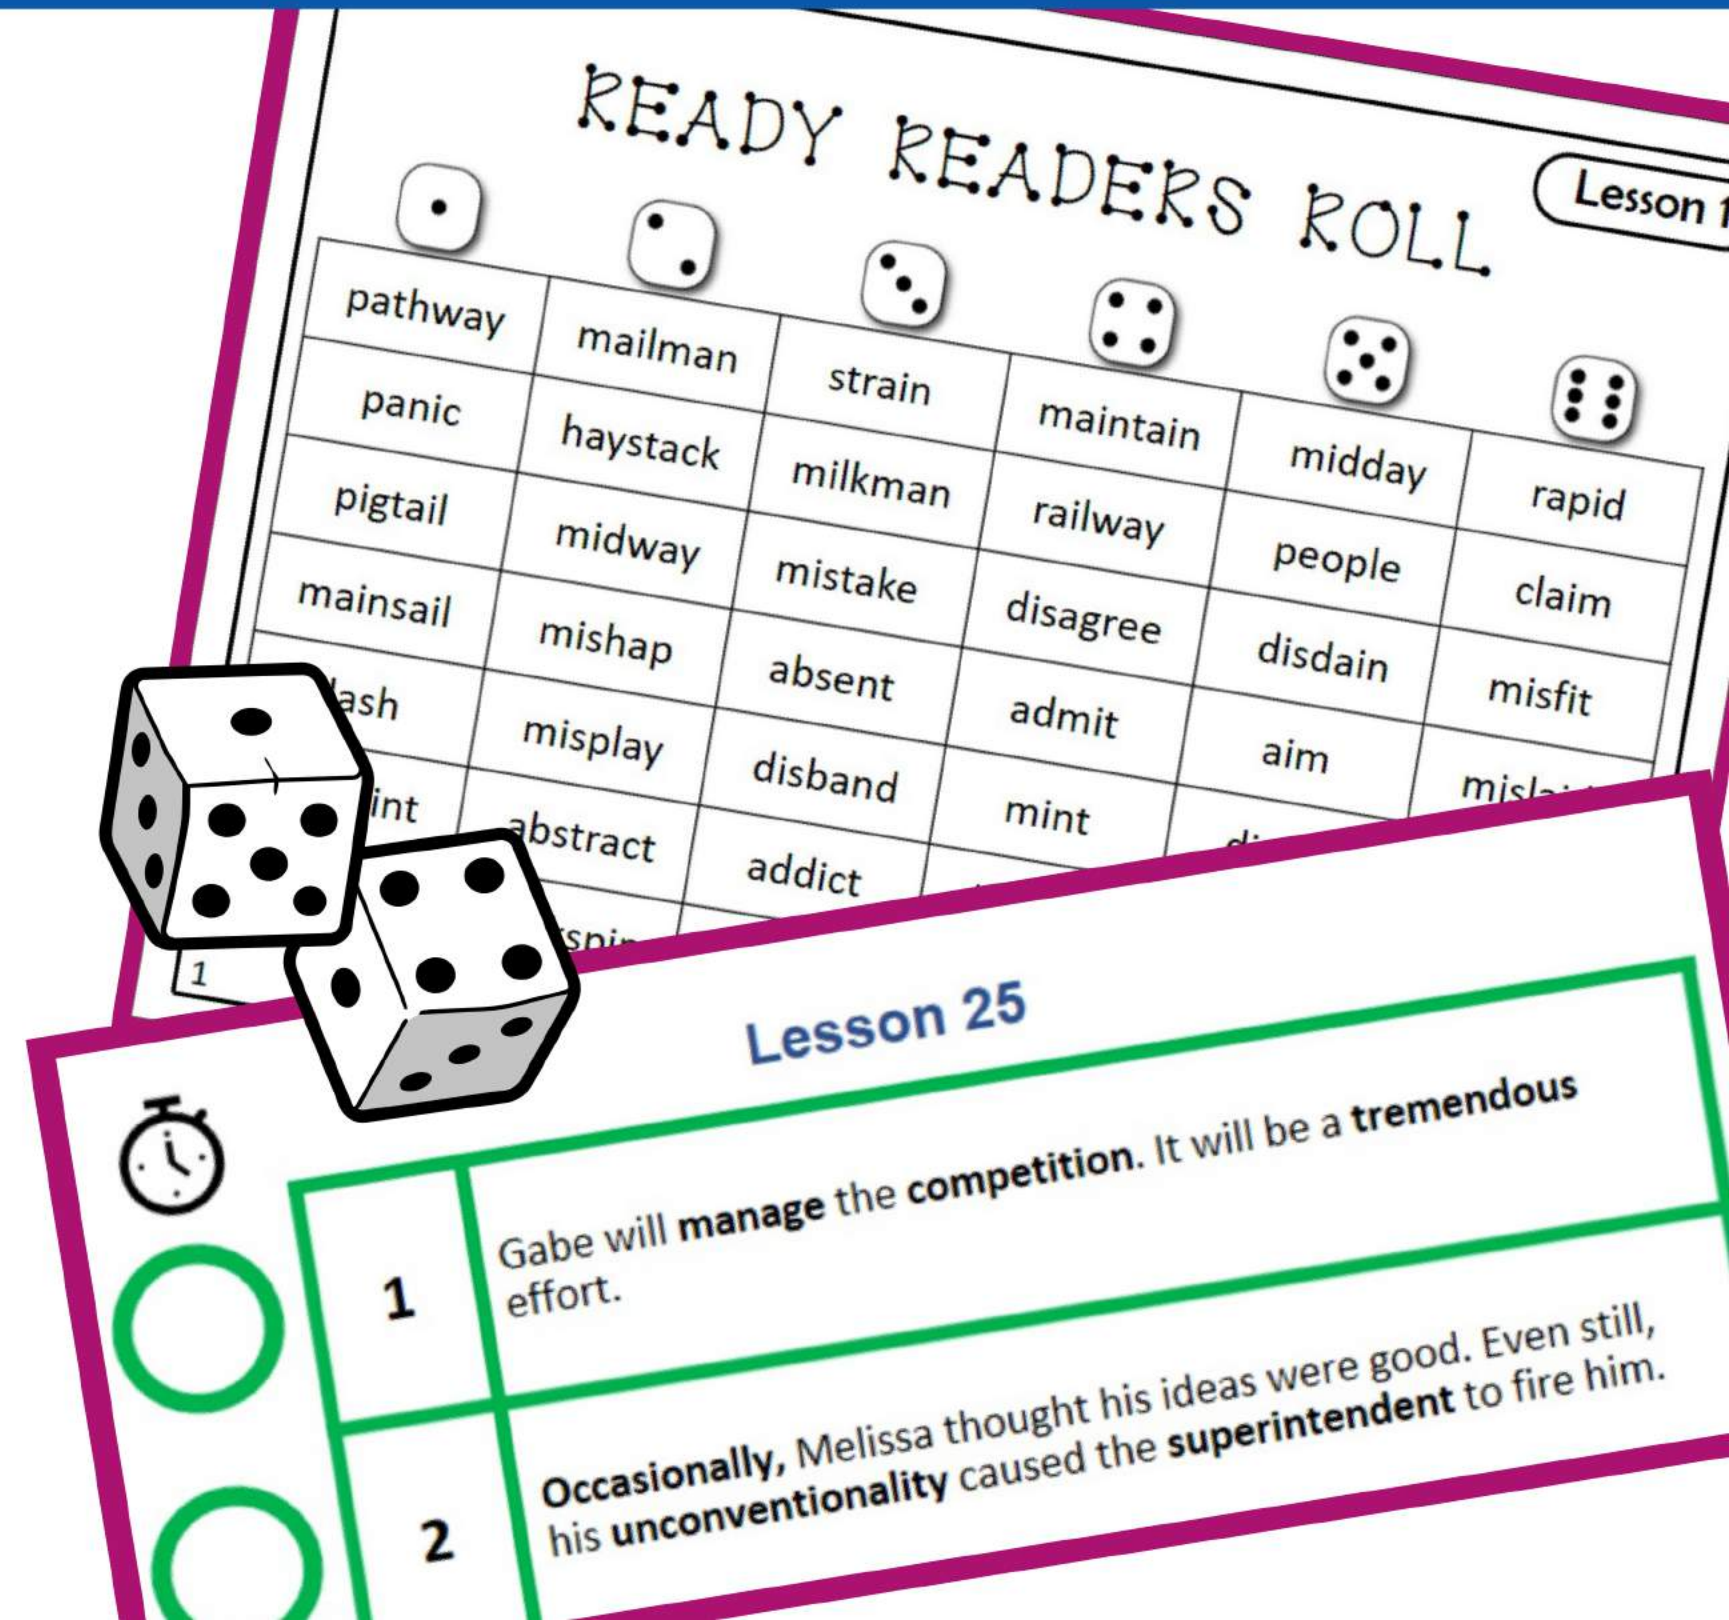 READY READERS ROLL
Lesson 1
pathway mailman strain maintain midday rapid
panic haystack milkman railway people claim
pigtail midway mistake disagree disdain misfit
mainsail mishap absent admit aim
misplay disband mint
abstract addict
1
Lesson 25
1
Gabe will manage the competition. It will be a tremendous
effort.
2
Occasionally, Melissa thought his ideas were good. Even still,
his unconventionality caused the superintendent to fire him.